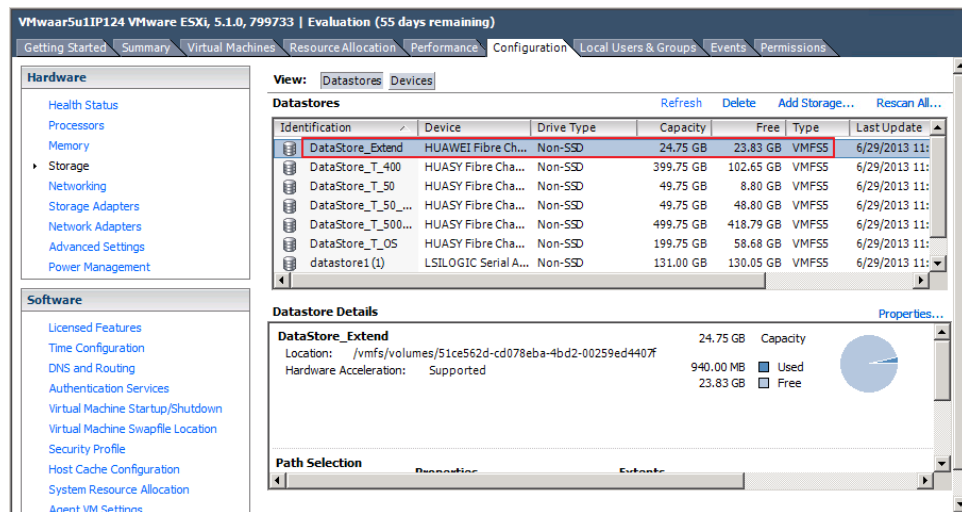 VMwaar5u1IP124 VMware ESXi, 5.1.0, 799733 | Evaluation (55 days remaining)
Getting Started Summary Virtual Machines Resource Allocation Performance Configuration Local Users & Groups Events Permissions
Hardware
Health Status
Processors
Memory
Storage
Networking
Storage Adapters
Network Adapters
Advanced Settings
Power Management
Software
Licensed Features
Time Configuration
DNS and Routing
Authentication Services
Virtual Machine Startup/Shutdown
Virtual Machine Swapfile Location
Security Profile
Host Cache Configuration
System Resource Allocation
Agent VM Settings
View: Datastores Devices
Datastores Refresh Delete Add Storage... Rescan All...
Identification Device Drive Type Capacity Free Type Last Update
DataStore_Extend HUAWEI Fibre Ch... Non-SSD 24.75 GB 23.83 GB VMFS5 6/29/2013 11:
DataStore_T_400 HUASY Fibre Cha... Non-SSD 399.75 GB 102.65 GB VMFS5 6/29/2013 11:
DataStore_T_50 HUASY Fibre Cha... Non-SSD 49.75 GB 8.80 GB VMFS5 6/29/2013 11:
DataStore_T_50_... HUASY Fibre Cha... Non-SSD 49.75 GB 48.80 GB VMFS5 6/29/2013 11:
DataStore_T_500... HUASY Fibre Cha... Non-SSD 499.75 GB 418.79 GB VMFS5 6/29/2013 11:
DataStore_T_OS HUASY Fibre Cha... Non-SSD 199.75 GB 58.68 GB VMFS5 6/29/2013 11:
datastore1 (1) LSILOGIC Serial A... Non-SSD 131.00 GB 130.05 GB VMFS5 6/29/2013 11:
Datastore Details Properties...
DataStore_Extend 24.75 GB Capacity
Location: /vmfs/volumes/51ce562d-cd078eba-4bd2-00259ed4407f
Hardware Acceleration: Supported 940.00 MB Used
23.83 GB Free
Path Selection
Properties Extents